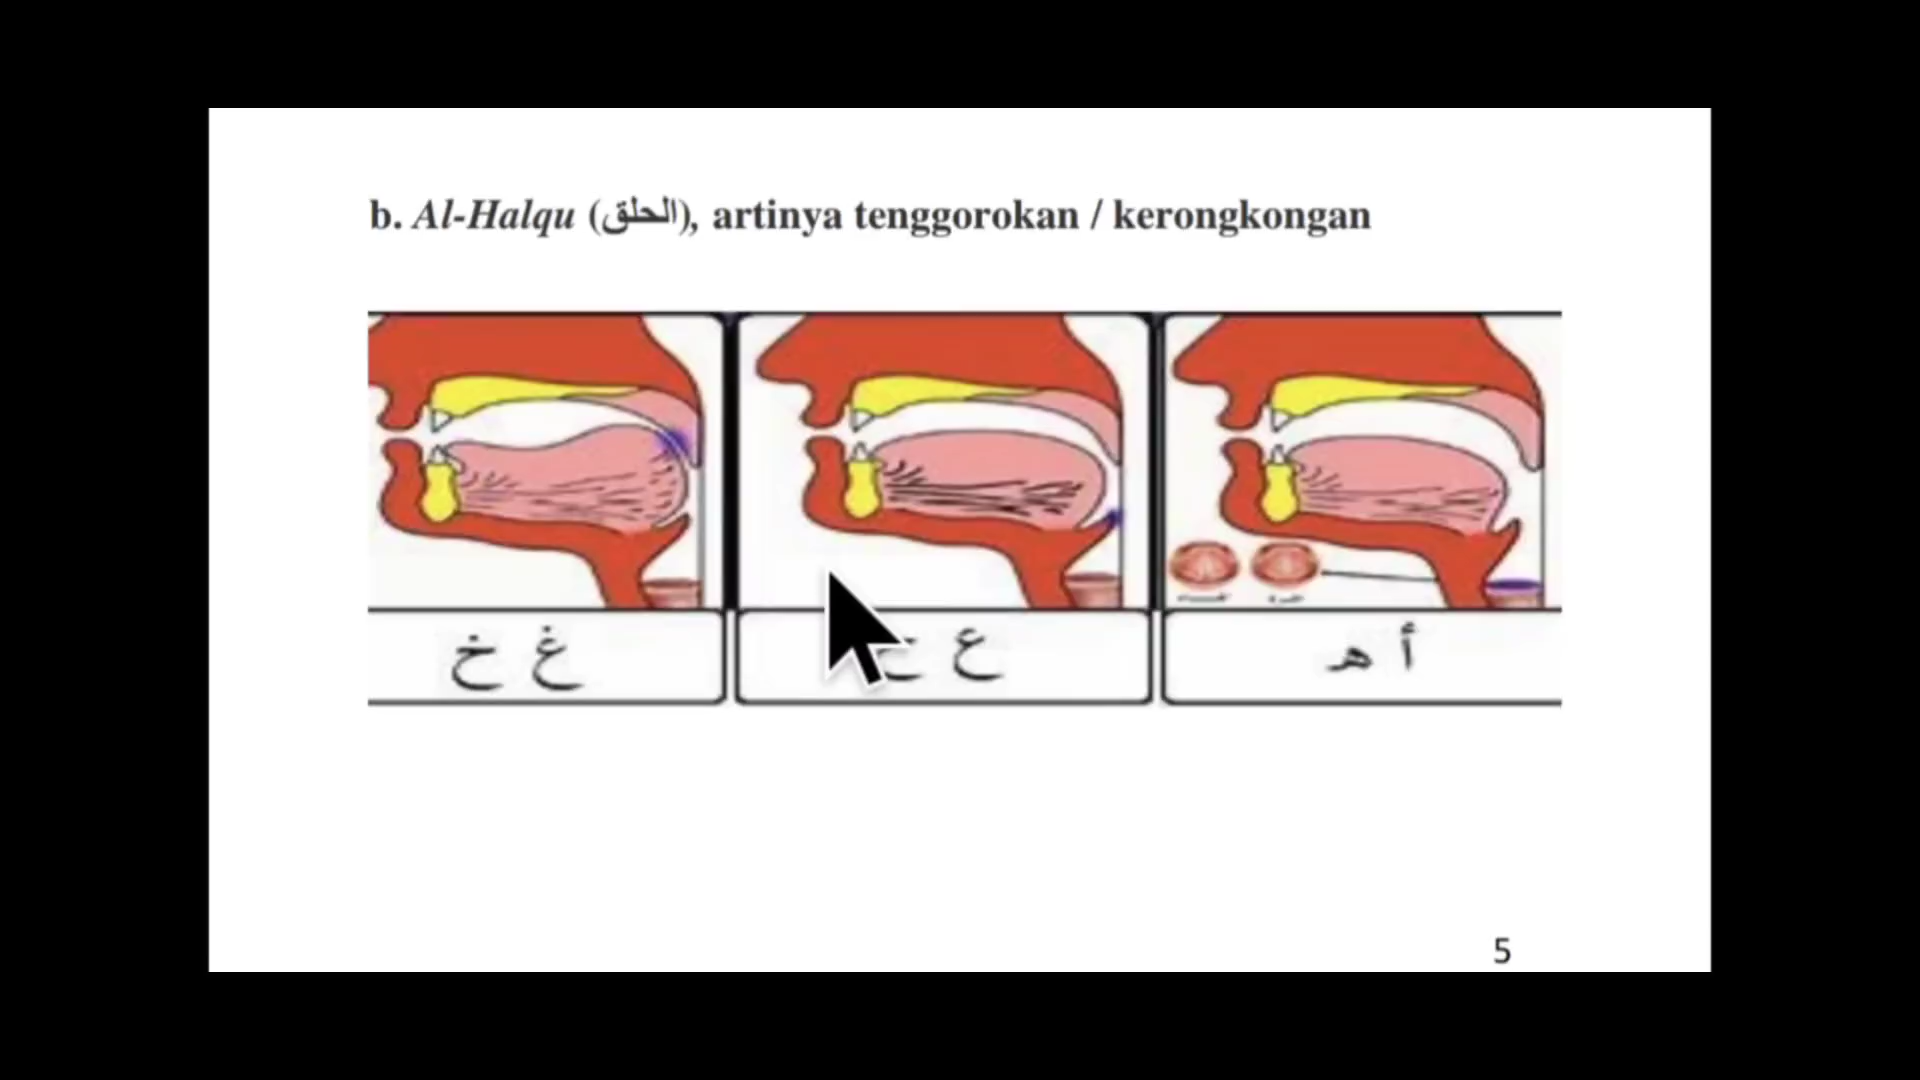 b. Al-Halqu (الحلق), artinya tenggorokan / kerongkongan
غ خ
ع
أ هـ
5